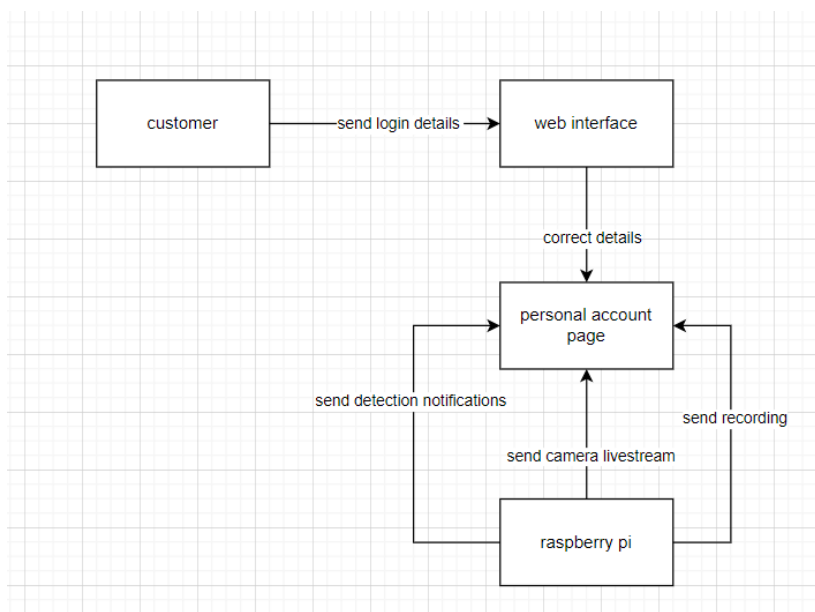 customer
send login details
web interface
correct details
personal account
page
send detection notifications
send recording
send camera livestream
raspberry pi